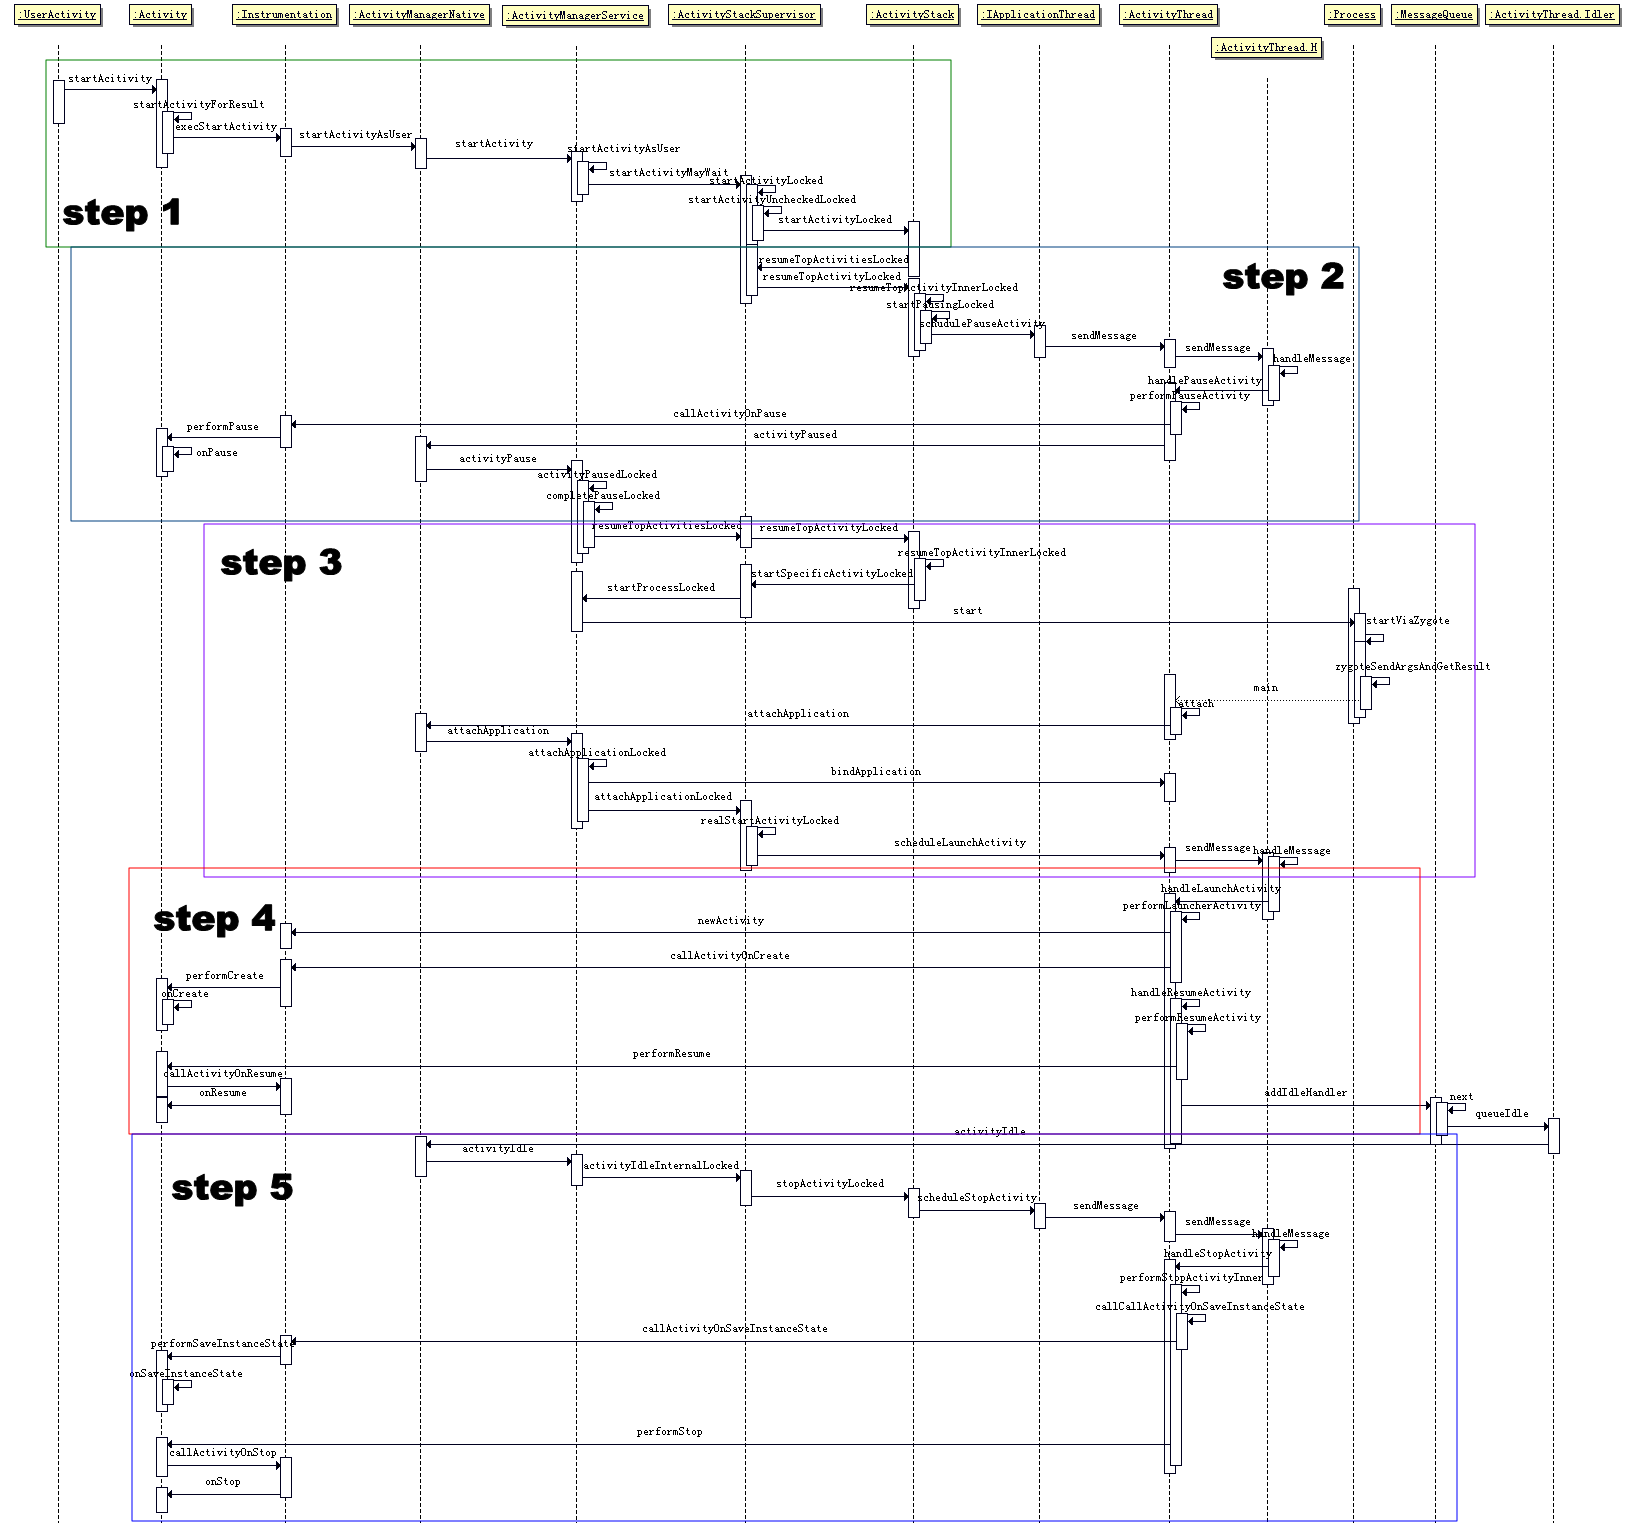 :UserActivity :Activity :Instrumentation :ActivityManagerNative :ActivityManagerService :ActivityStackSupervisor :ActivityStack :IApplicationThread :ActivityThread :Process :MessageQueue :ActivityThread.Idler
:ActivityThread.H
startAcitivity
startActivityForResult
execStartActivity
startActivityAsUser
startActivity
startActivityAsUser
startActivityMayWait
startActivityLocked
startActivityUncheckedLocked
step 1
startActivityLocked
resumeTopActivitiesLocked
step 2
resumeTopActivityLocked
resumeTopActivityInnerLocked
startPausingLocked
schdulePauseActivity
sendMessage
sendMessage
handleMessage
handlePauseActivity
performPauseActivity
callActivityOnPause
performPause
activityPaused
onPause
activityPause
activityPausedLocked
completePauseLocked
resumeTopActivitiesLocked
resumeTopActivityLocked
resumeTopActivityInnerLocked
step 3
startSpecificActivityLocked
startProcessLocked
start
startViaZygote
zygoteSendArgsAndGetResult
main
attach
attachApplication
attachApplication
attachApplicationLocked
bindApplication
attachApplicationLocked
realStartActivityLocked
scheduleLaunchActivity
sendMessage
handleMessage
handleLaunchActivity
performLauncherActivity
step 4
newActivity
callActivityOnCreate
performCreate
onCreate
handleResumeActivity
performResumeActivity
performResume
callActivityOnResume
onResume
addIdleHandler
next
queueIdle
activityIdle
activityIdle
activityIdleInternalLocked
step 5
stopActivityLocked
scheduleStopActivity
sendMessage
sendMessage
handleMessage
handleStopActivity
performStopActivityInner
callCallActivityOnSaveInstanceState
callActivityOnSaveInstanceState
performSaveInstanceState
onSaveInstanceState
performStop
callActivityOnStop
onStop